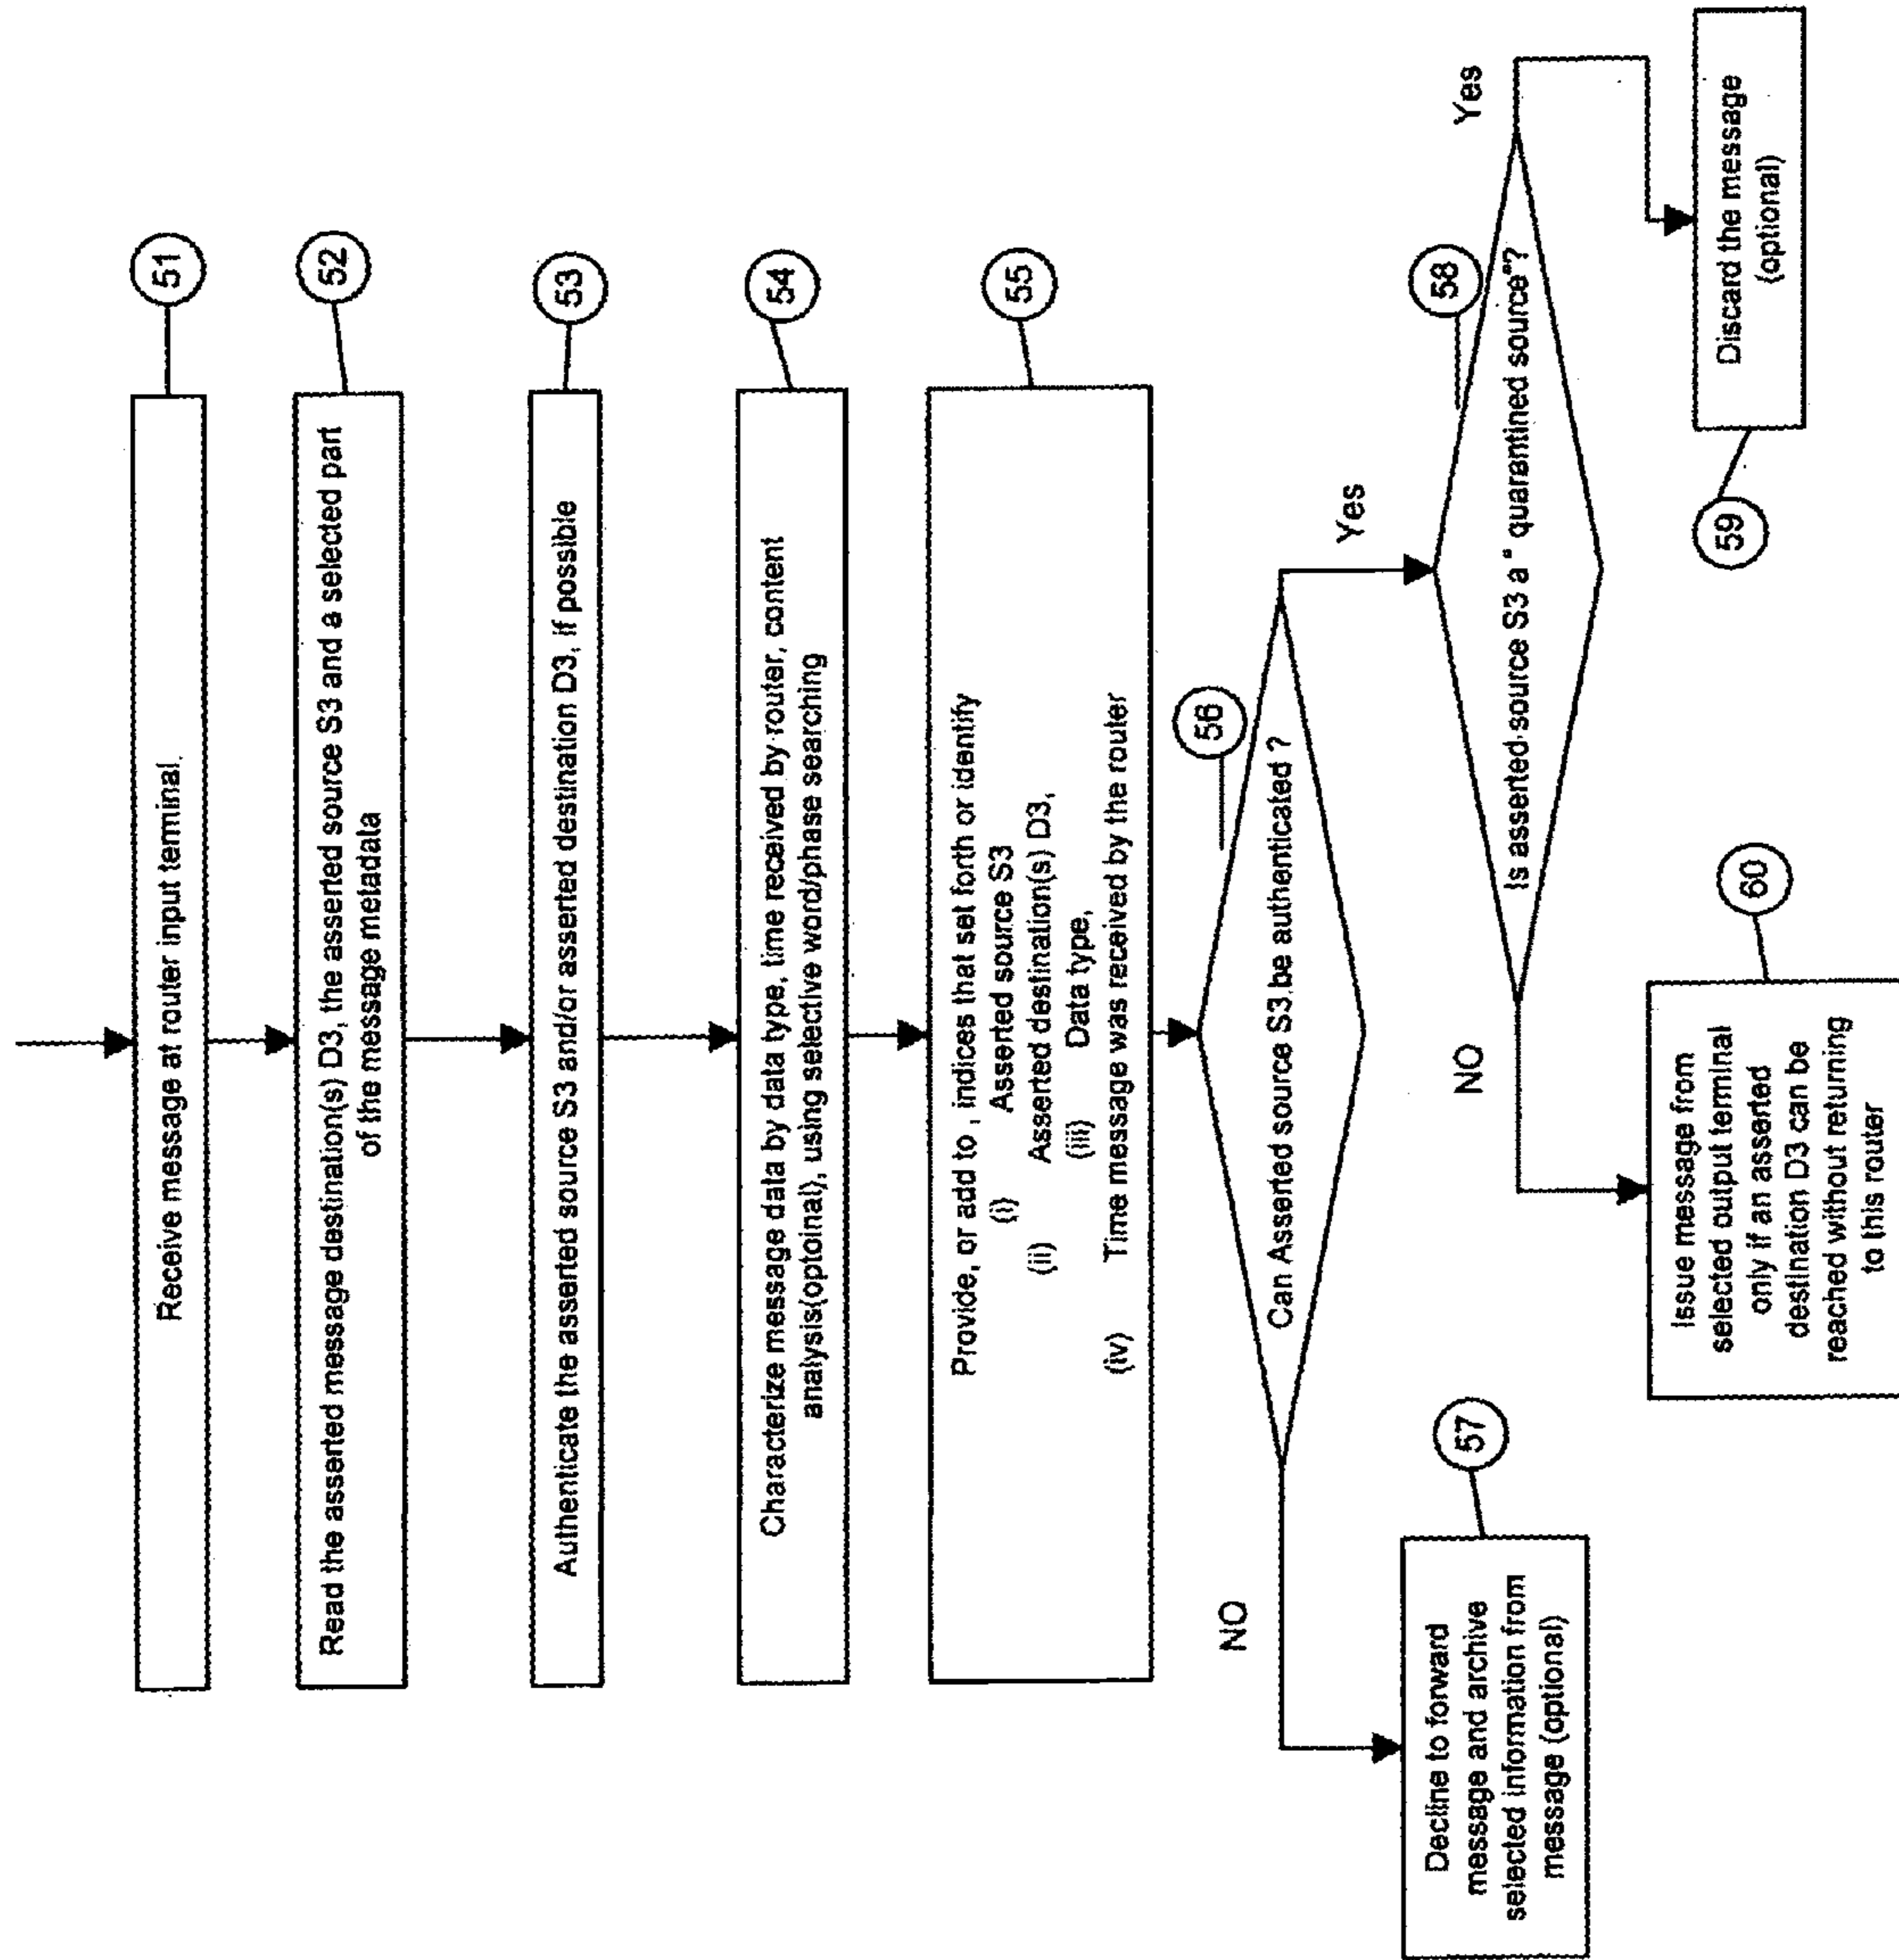 51
Receive message at router input terminal.
52
Read the asserted message destination(s) D3, the asserted source S3 and a selected part
of the message metadata
53
Authenticate the asserted source S3 and/or asserted destination D3, if possible
54
Characterize message data by data type, time received by router, content
analysis(optoinal), using selective word/phase searching
55
Provide, or add to , indices that set forth or identify
(i) Asserted source S3
(ii) Asserted destination(s) D3,
(iii) Data type,
(iv) Time message was received by the router
56
Can Asserted source S3 be authenticated ?
NO
Yes
57
Decline to forward
message and archive
selected information from
message (optional)
58
Is asserted source S3 a " quarantined source"?
NO
Yes
60
Issue message from
selected output terminal
only if an asserted
destination D3 can be
reached without returning
to this router
59
Discard the message
(optional)